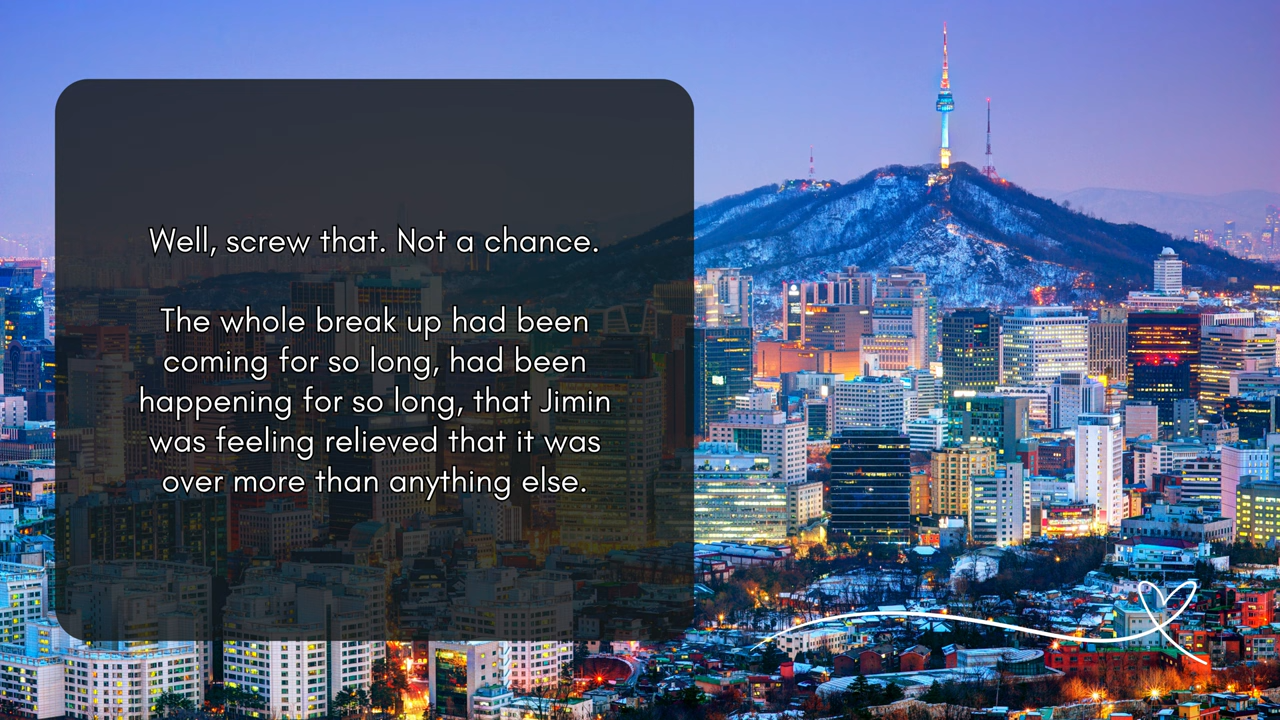 Well, screw that. Not a chance.
The whole break up had been
coming for so long, had been
happening for so long, that Jimin
was feeling relieved that it was
over more than anything else.